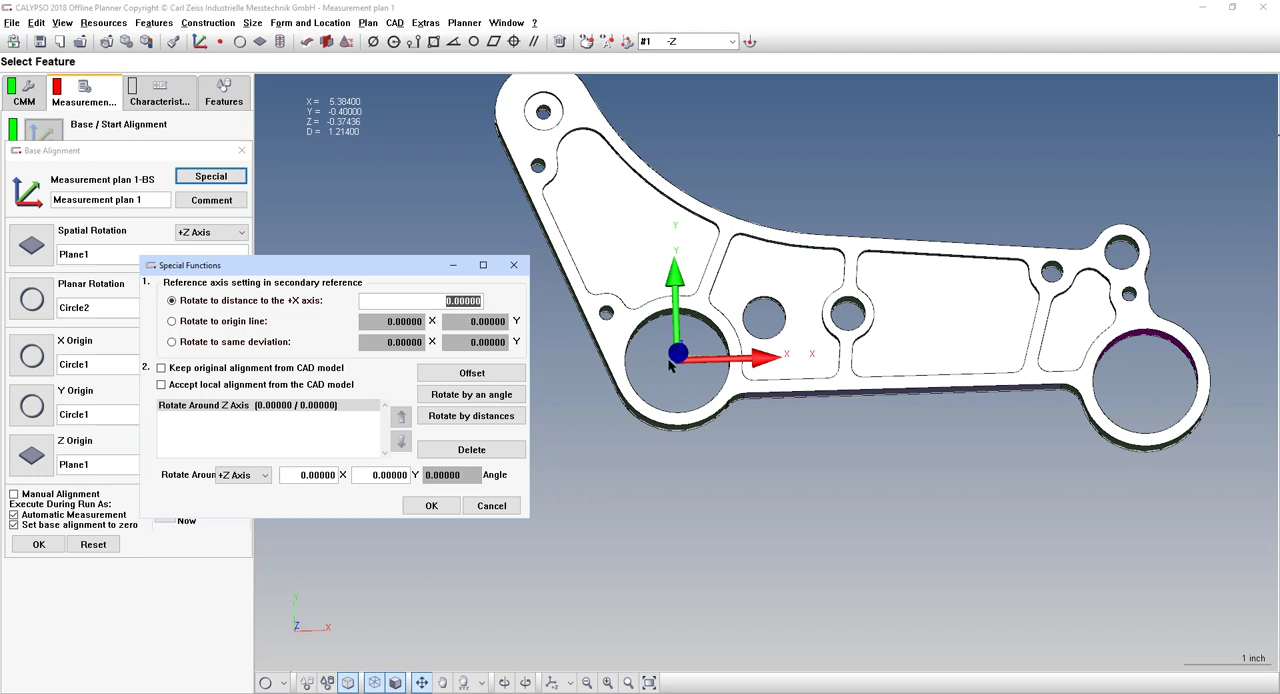 CALYPSO 2018 Offline Planner © Carl Zeiss Industrielle Messtechnik GmbH - Measurement plan 1
File Edit View Resources Features Construction Size Form and Location Plan CAD Extras Planner Window ?
#1 -Z
Select Feature
CMM Measuremen... Characterist... Features
Base / Start Alignment
Base Alignment
Measurement plan 1-BS Special
Measurement plan 1 Comment
Spatial Rotation +Z Axis
Plane1
Planar Rotation
Circle2
X Origin
Circle1
Y Origin
Circle1
Z Origin
Plane1
Manual Alignment
Execute During Run As:
Automatic Measurement
Set base alignment to zero
Now
OK Reset
Special Functions
1. Reference axis setting in secondary reference
Rotate to distance to the +X axis: 0.00000
Rotate to origin line: 0.00000 X 0.00000 Y
Rotate to same deviation: 0.00000 X 0.00000 Y
2. Keep original alignment from CAD model
Accept local alignment from the CAD model
Offset
Rotate by an angle
Rotate by distances
Rotate Around Z Axis (0.00000 / 0.00000)
Delete
Rotate Aroun +Z Axis 0.00000 X 0.00000 Y 0.00000 Angle
OK Cancel
X = 5.38400
Y = -0.40000
Z = -0.37436
D = 1.21400
Y
Y
X X
Y
Z X
1 inch